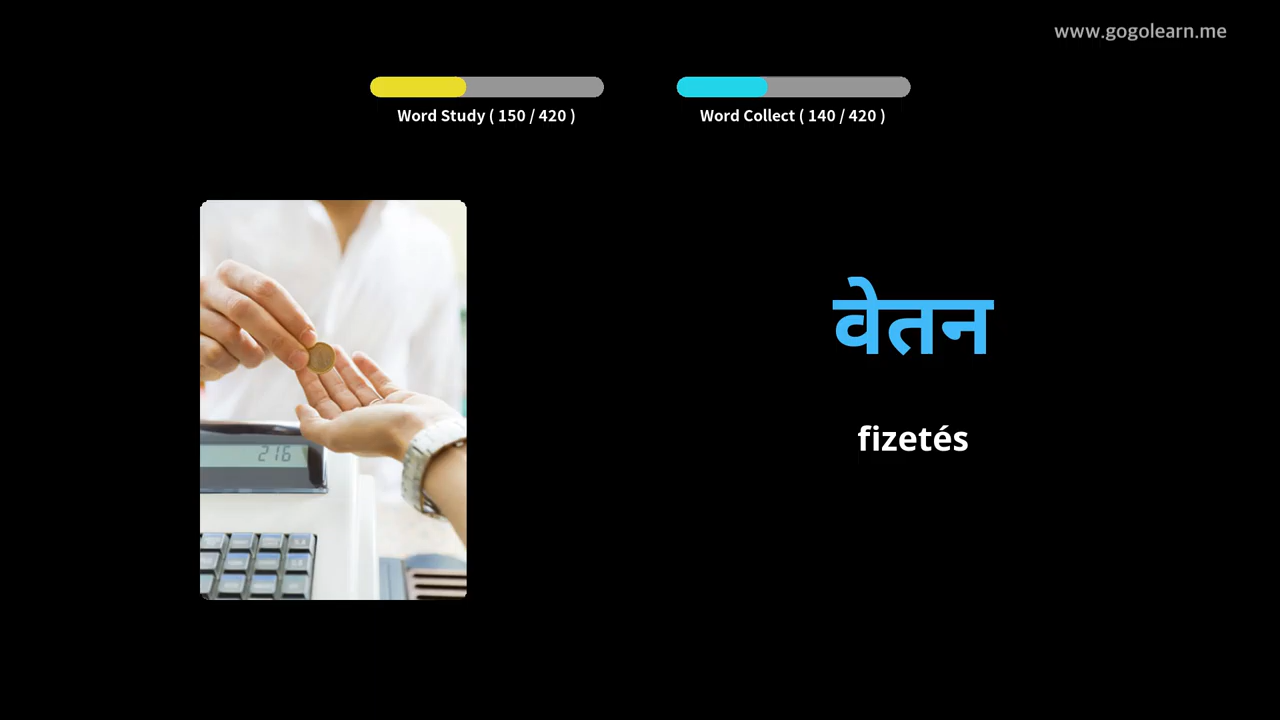 www.gogolearn.me
Word Study ( 150 / 420 )
Word Collect ( 140 / 420 )
वेतन
fizetés
216